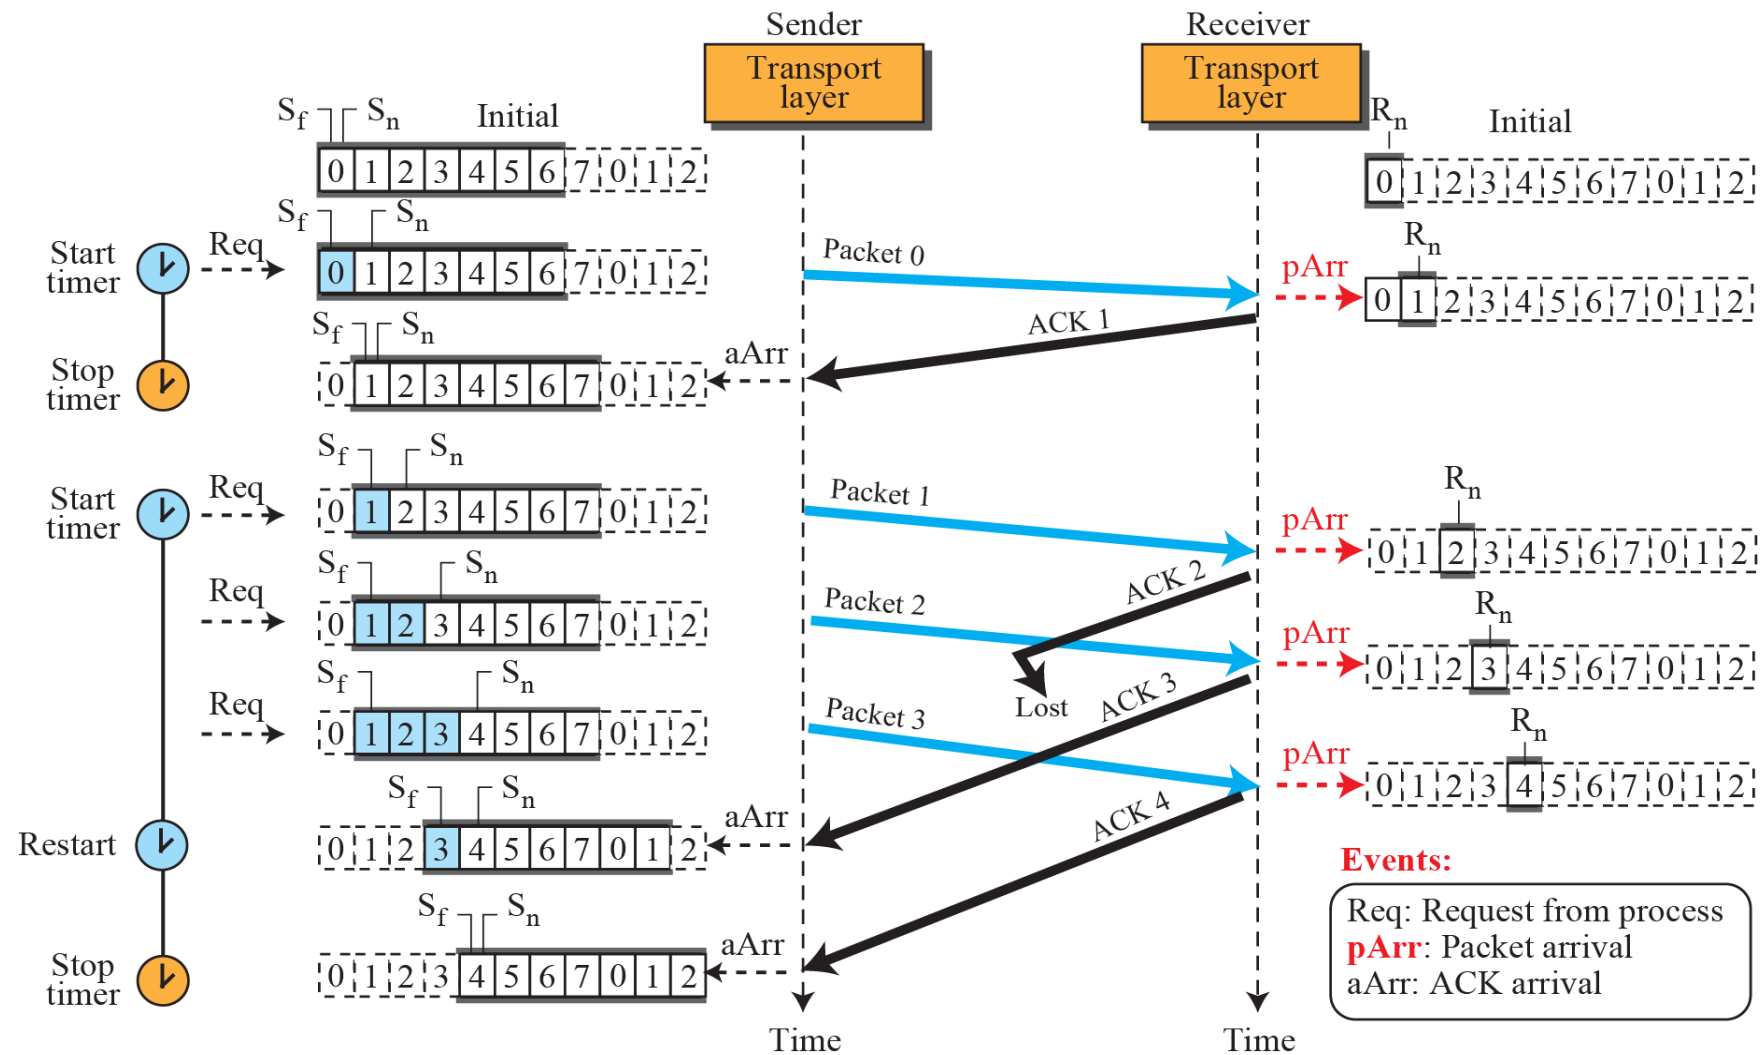 Sender
Receiver
Transport layer
Transport layer
Sf Sn Initial
0 1 2 3 4 5 6 7 0 1 2
Rn Initial
0 1 2 3 4 5 6 7 0 1 2
Start timer
Req
Sf Sn
0 1 2 3 4 5 6 7 0 1 2
Packet 0
pArr
Rn
0 1 2 3 4 5 6 7 0 1 2
ACK 1
Stop timer
Sf Sn
0 1 2 3 4 5 6 7 0 1 2
aArr
Start timer
Req
Sf Sn
0 1 2 3 4 5 6 7 0 1 2
Packet 1
pArr
Rn
0 1 2 3 4 5 6 7 0 1 2
ACK 2
Req
Sf Sn
0 1 2 3 4 5 6 7 0 1 2
Packet 2
Lost
pArr
Rn
0 1 2 3 4 5 6 7 0 1 2
ACK 3
Req
Sf Sn
0 1 2 3 4 5 6 7 0 1 2
Packet 3
pArr
Rn
0 1 2 3 4 5 6 7 0 1 2
ACK 4
Restart
Sf Sn
0 1 2 3 4 5 6 7 0 1 2
aArr
Stop timer
Sf Sn
0 1 2 3 4 5 6 7 0 1 2
aArr
Time
Time
Events:
Req: Request from process
pArr: Packet arrival
aArr: ACK arrival